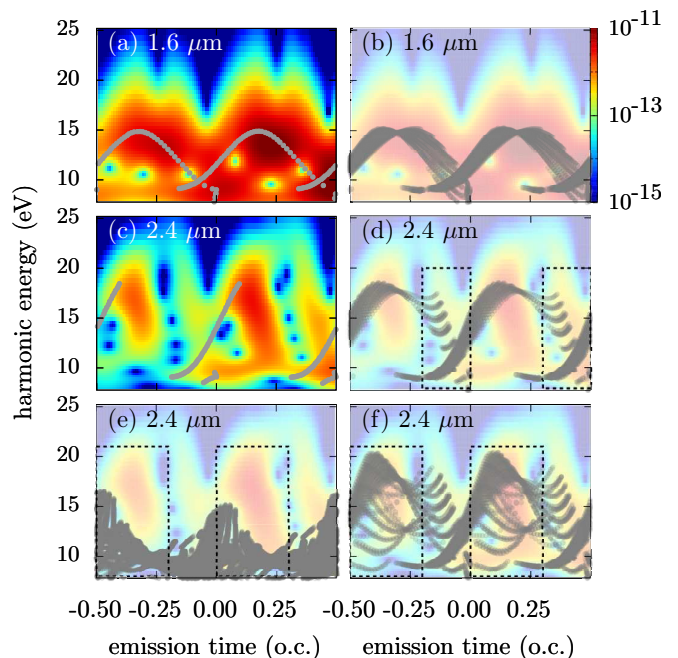 25
(a) 1.6 μm
(b) 1.6 μm
10⁻¹¹
20
15
10⁻¹³
10
10⁻¹⁵
25
(c) 2.4 μm
(d) 2.4 μm
20
15
10
25
(e) 2.4 μm
(f) 2.4 μm
20
15
10
harmonic energy (eV)
-0.50 -0.25 0.00 0.25 -0.50 -0.25 0.00 0.25
emission time (o.c.) emission time (o.c.)